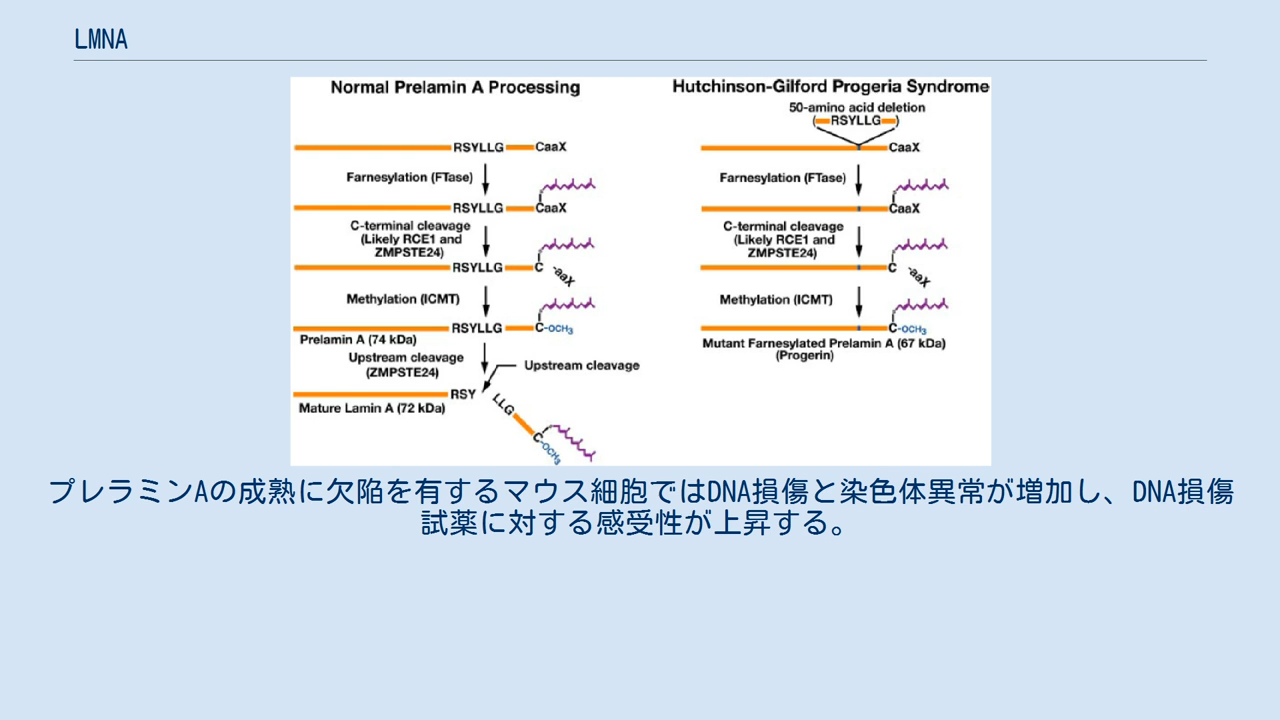 LMNA
Normal Prelamin A Processing
RSYLLG CaaX
Farnesylation (FTase)
RSYLLG CaaX
C-terminal cleavage
(Likely RCE1 and
ZMPSTE24)
RSYLLG C -aaX
Methylation (ICMT)
RSYLLG C-OCH3
Prelamin A (74 kDa)
Upstream cleavage
(ZMPSTE24)
Upstream cleavage
RSY LLG
Mature Lamin A (72 kDa)
C-OCH3
Hutchinson-Gilford Progeria Syndrome
50-amino acid deletion
(RSYLLG)
CaaX
Farnesylation (FTase)
CaaX
C-terminal cleavage
(Likely RCE1 and
ZMPSTE24)
C -aaX
Methylation (ICMT)
C-OCH3
Mutant Farnesylated Prelamin A (67 kDa)
(Progerin)
プレラミンAの成熟に欠陥を有するマウス細胞ではDNA損傷と染色体異常が増加し、DNA損傷
試薬に対する感受性が上昇する。